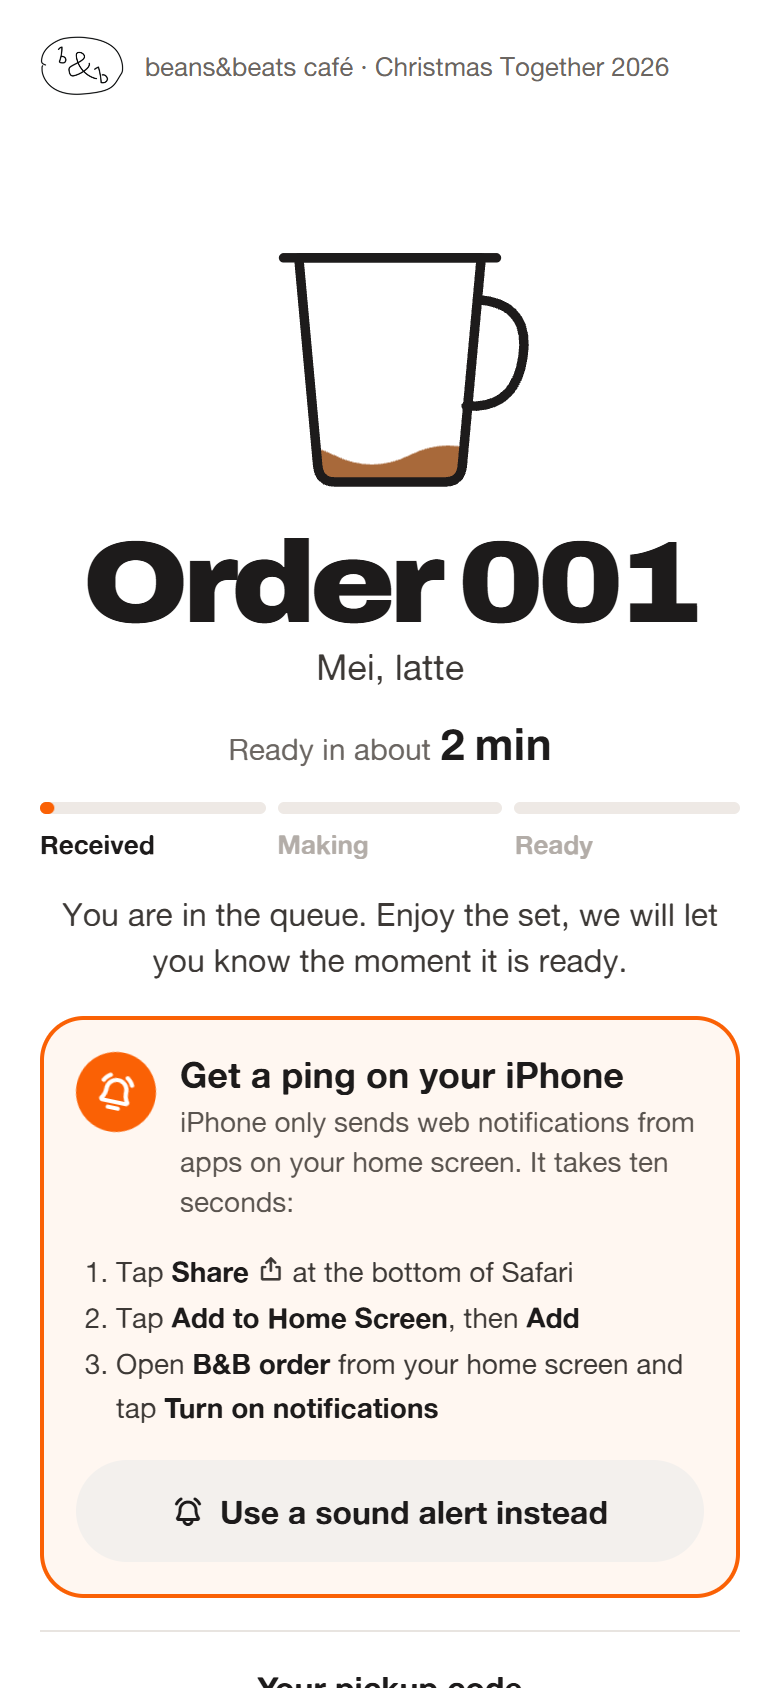 b&b
beans&beats café · Christmas Together 2026
Order 001
Mei, latte
Ready in about 2 min
Received
Making
Ready
You are in the queue. Enjoy the set, we will let
you know the moment it is ready.
Get a ping on your iPhone
iPhone only sends web notifications from
apps on your home screen. It takes ten
seconds:
1. Tap Share at the bottom of Safari
2. Tap Add to Home Screen, then Add
3. Open B&B order from your home screen and
tap Turn on notifications
Use a sound alert instead
Your pickup code